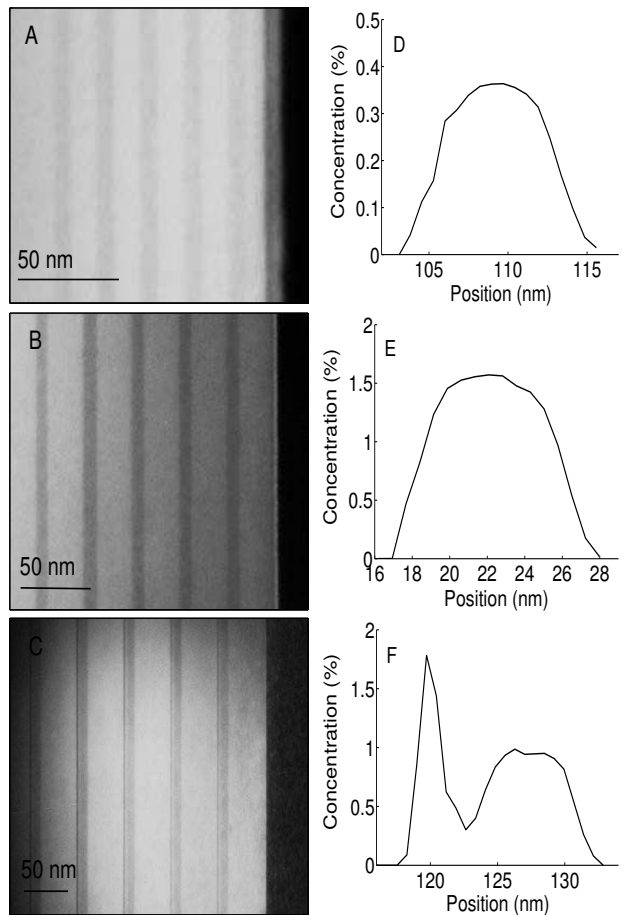 A
50 nm
D
Concentration (%)
0.5
0.4
0.3
0.2
0.1
0
105 110 115
Position (nm)
B
50 nm
E
Concentration (%)
2
1.5
1
0.5
0
16 18 20 22 24 26 28
Position (nm)
C
50 nm
F
Concentration (%)
2
1.5
1
0.5
0
120 125 130
Position (nm)